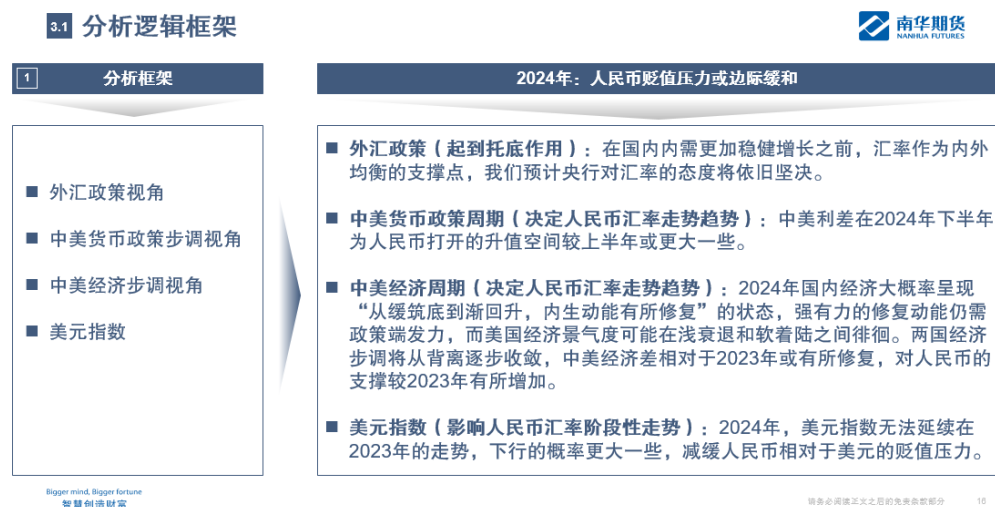 3.1 分析逻辑框架
南华期货
NANHUA FUTURES
1 分析框架
外汇政策视角
中美货币政策步调视角
中美经济步调视角
美元指数
2024年：人民币贬值压力或边际缓和
外汇政策（起到托底作用）：在国内内需更加稳健增长之前，汇率作为内外
均衡的支撑点，我们预计央行对汇率的态度将依旧坚决。
中美货币政策周期（决定人民币汇率走势趋势）：中美利差在2024年下半年
为人民币打开的升值空间较上半年或更大一些。
中美经济周期（决定人民币汇率走势趋势）：2024年国内经济大概率呈现
“从缓筑底到渐回升，内生动能有所修复”的状态，强有力的修复动能仍需
政策端发力，而美国经济景气度可能在浅衰退和软着陆之间徘徊。两国经济
步调将从背离逐步收敛，中美经济差相对于2023年或有所修复，对人民币的
支撑较2023年有所增加。
美元指数（影响人民币汇率阶段性走势）：2024年，美元指数无法延续在
2023年的走势，下行的概率更大一些，减缓人民币相对于美元的贬值压力。
Bigger mind, Bigger fortune
智慧创造财富
请务必阅读正文之后的免责条款部分
16